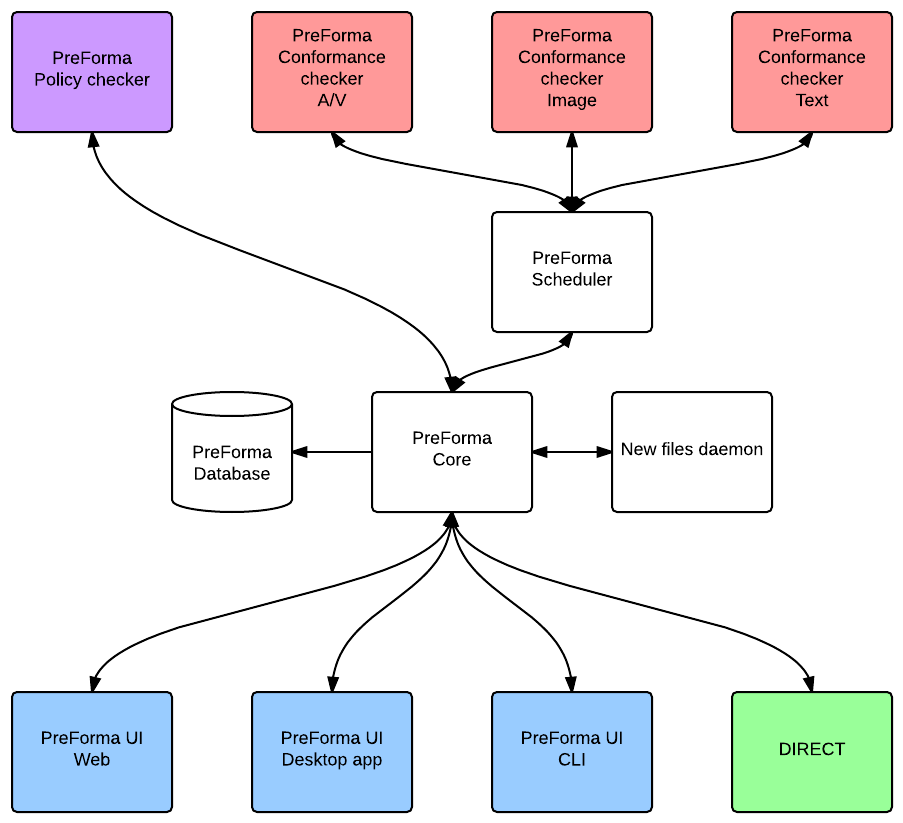 PreForma
Policy checker
PreForma
Conformance
checker
A/V
PreForma
Conformance
checker
Image
PreForma
Conformance
checker
Text
PreForma
Scheduler
PreForma
Database
PreForma
Core
New files daemon
PreForma UI
Web
PreForma UI
Desktop app
PreForma UI
CLI
DIRECT